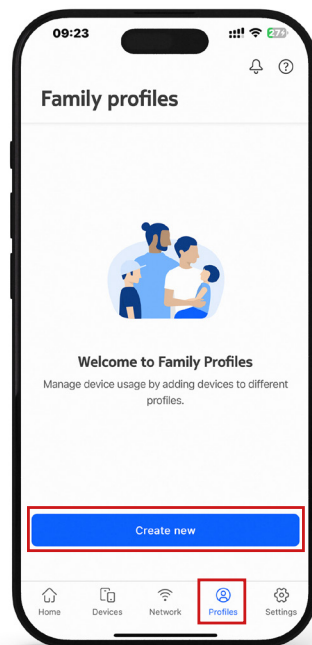 09:23
27
Family profiles
Welcome to Family Profiles
Manage device usage by adding devices to different
profiles.
Create new
Home Devices Network Profiles Settings